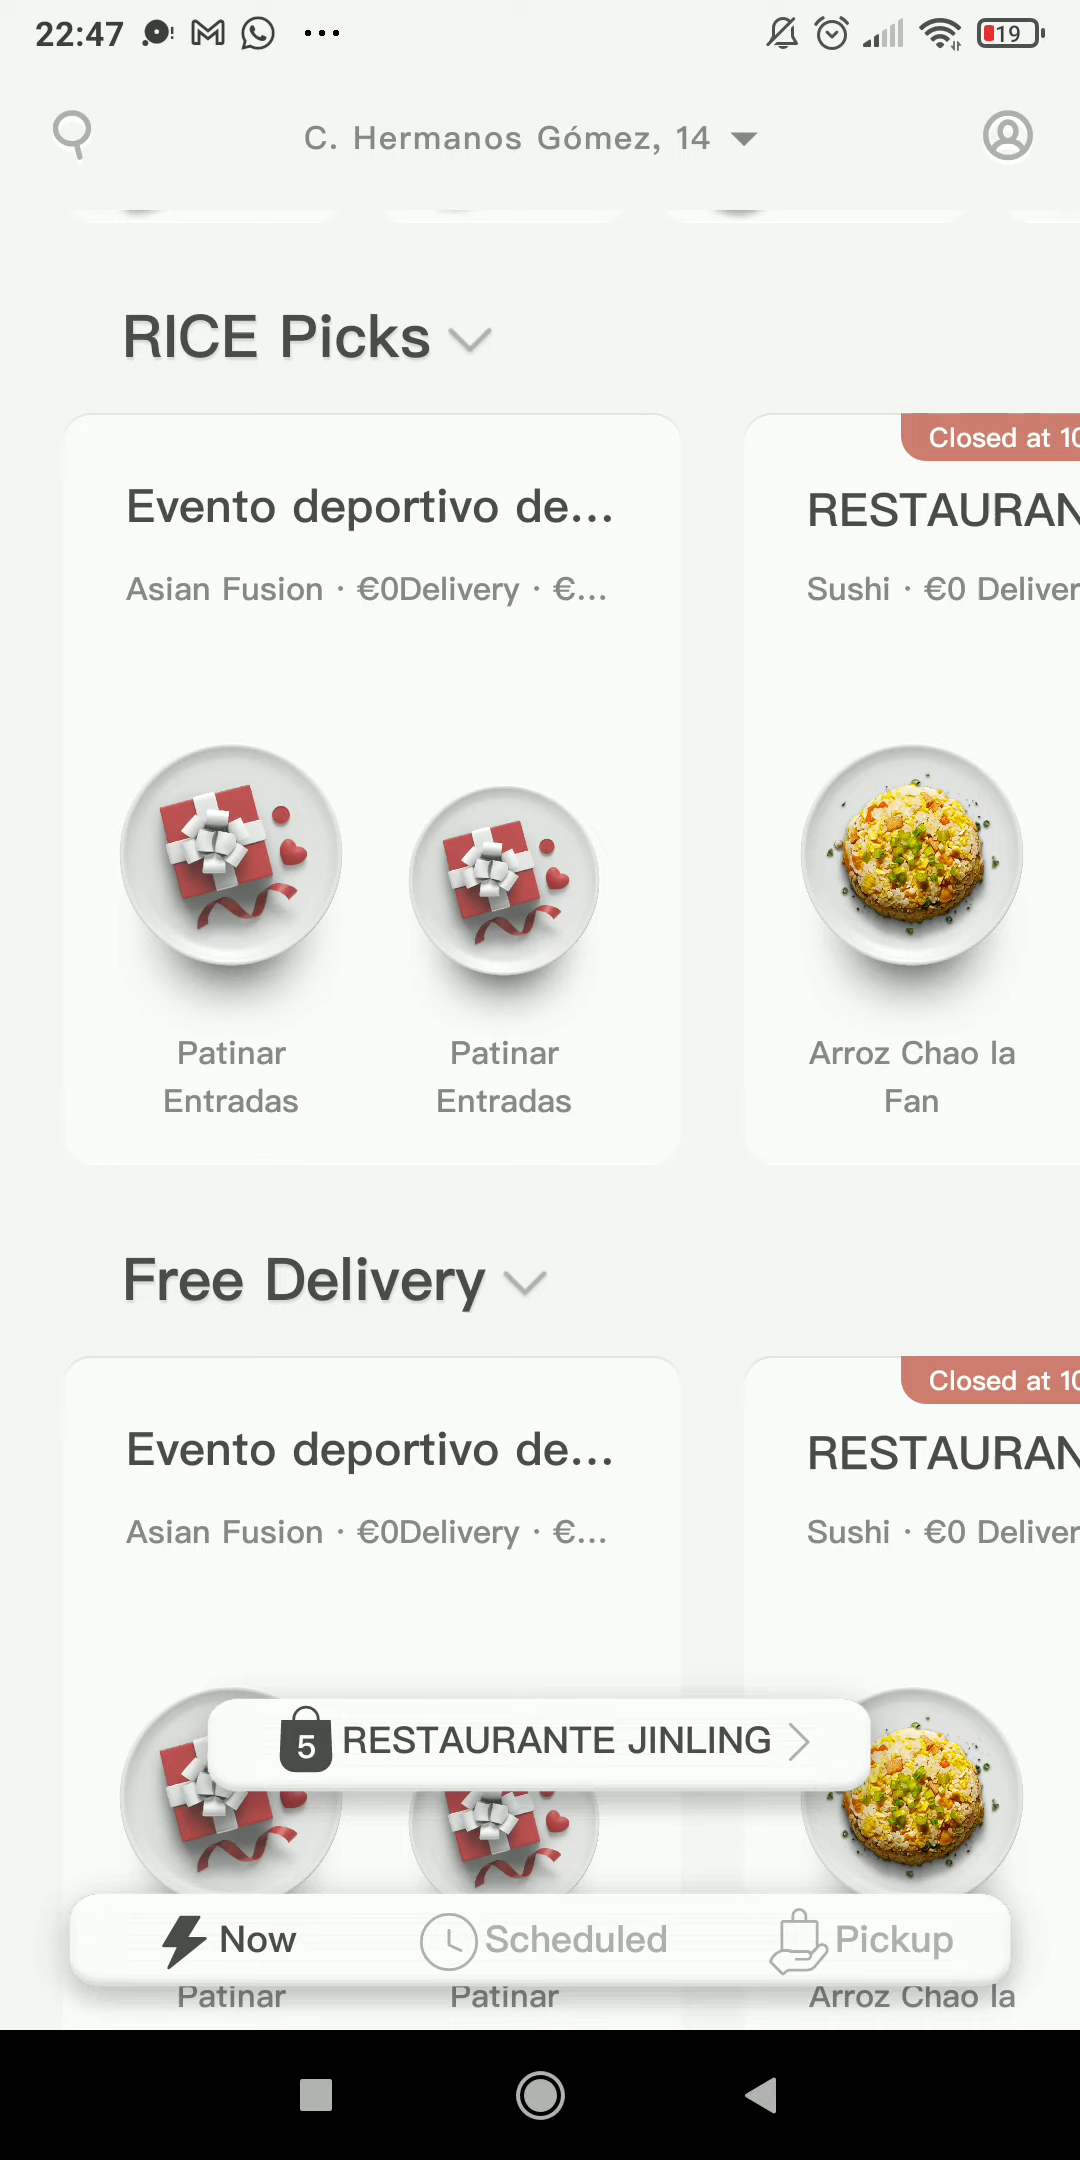 22:47
19
C. Hermanos Gómez, 14
RICE Picks
Evento deportivo de...
Asian Fusion · €0Delivery · €...
Patinar
Entradas
Patinar
Entradas
Closed at 10
RESTAURAN
Sushi · €0 Deliver
Arroz Chao la
Fan
Free Delivery
Evento deportivo de...
Asian Fusion · €0Delivery · €...
Closed at 10
RESTAURAN
Sushi · €0 Deliver
5 RESTAURANTE JINLING
Now
Scheduled
Pickup
Patinar
Patinar
Arroz Chao la